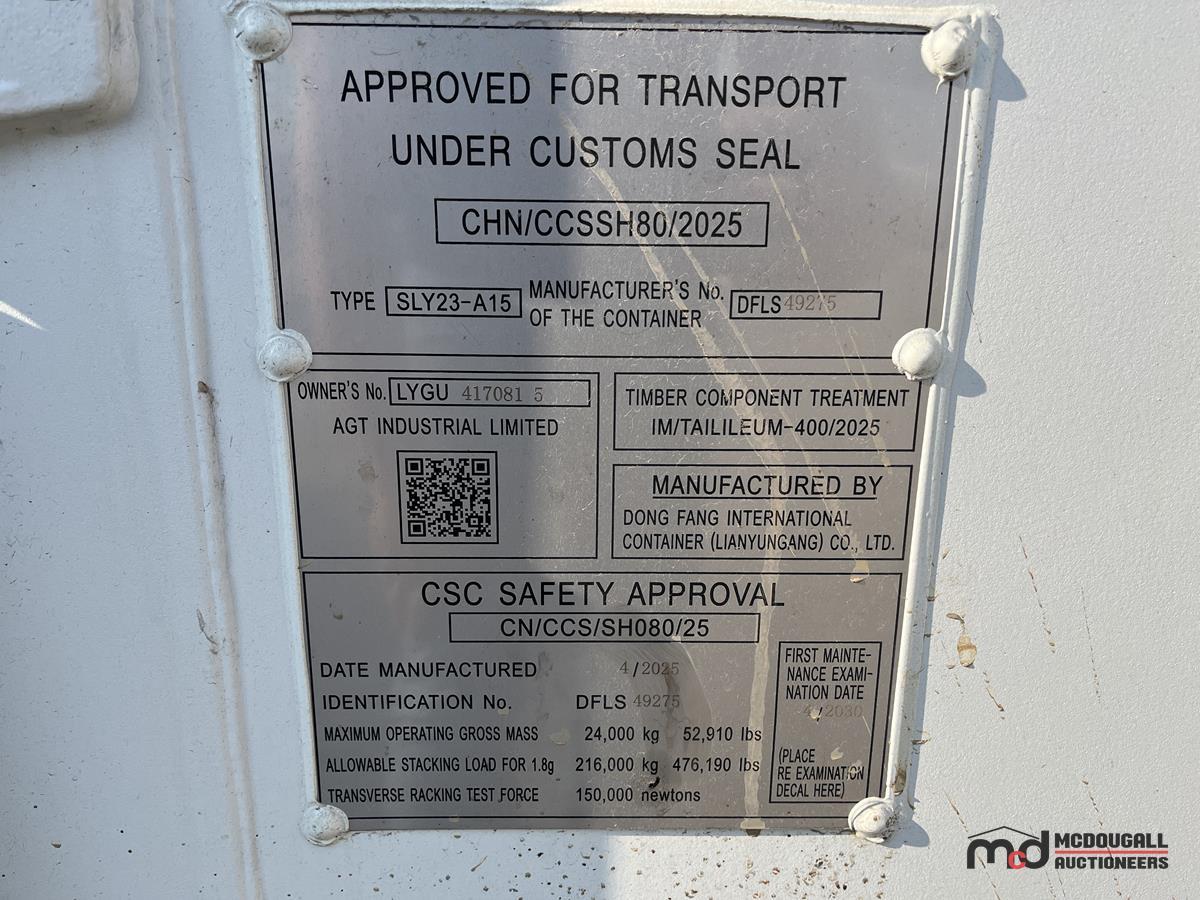 APPROVED FOR TRANSPORT
UNDER CUSTOMS SEAL
CHN/CCSSH80/2025
TYPE SLY23-A15 MANUFACTURER'S No. OF THE CONTAINER DFLS 49275
OWNER'S No. LYGU 417081 5
AGT INDUSTRIAL LIMITED
TIMBER COMPONENT TREATMENT
IM/TAILILEUM-400/2025
MANUFACTURED BY
DONG FANG INTERNATIONAL
CONTAINER (LIANYUNGANG) CO., LTD.
CSC SAFETY APPROVAL
CN/CCS/SH080/25
DATE MANUFACTURED 4/2025
IDENTIFICATION No. DFLS 49275
MAXIMUM OPERATING GROSS MASS 24,000 kg 52,910 lbs
ALLOWABLE STACKING LOAD FOR 1.8g 216,000 kg 476,190 lbs
TRANSVERSE RACKING TEST FORCE 150,000 newtons
FIRST MAINTE-
NANCE EXAMI-
NATION DATE
4/2030
(PLACE
RE EXAMINATION
DECAL HERE)
mcd MCDOUGALL
AUCTIONEERS